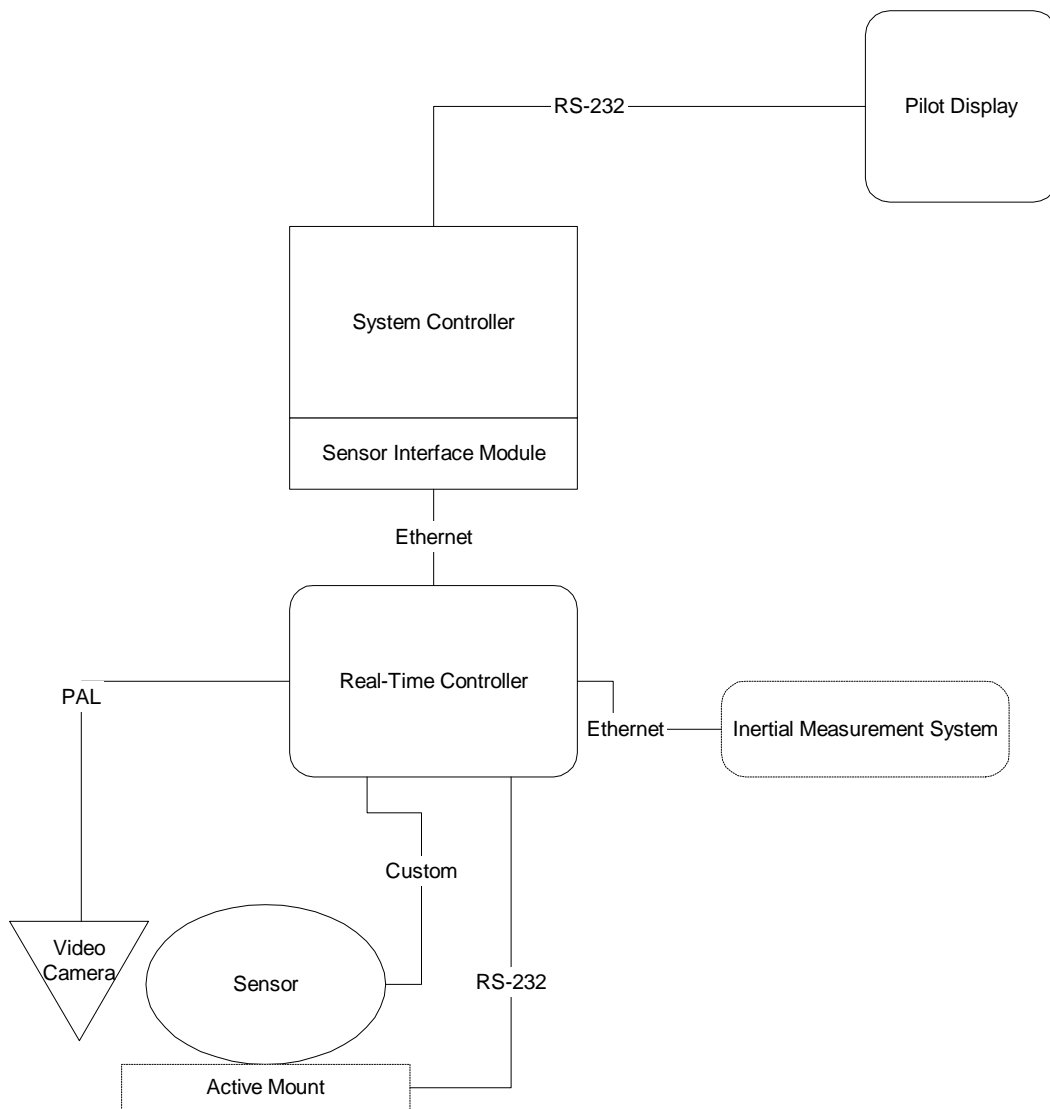 RS-232
Pilot Display
System Controller
Sensor Interface Module
Ethernet
Real-Time Controller
PAL
Ethernet
Inertial Measurement System
Custom
Video
Camera
Sensor
RS-232
Active Mount